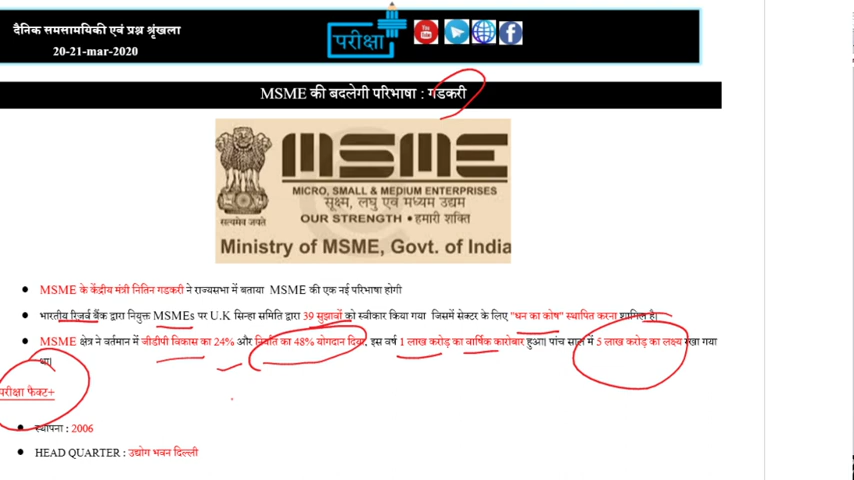 दैनिक समसामयिकी एवं प्रश्न श्रृंखला
20-21-mar-2020
परीक्षा
You
Tube
MSME की बदलेगी परिभाषा : गडकरी
MSME
MICRO, SMALL & MEDIUM ENTERPRISES
सूक्ष्म, लघु एवं मध्यम उद्यम
OUR STRENGTH • हमारी शक्ति
सत्यमेव जयते
Ministry of MSME, Govt. of India
MSME के केंद्रीय मंत्री नितिन गडकरी ने राज्यसभा में बताया MSME की एक नई परिभाषा होगी
भारतीय रिज़र्व बैंक द्वारा नियुक्त MSMEs पर U.K सिन्हा समिति द्वारा 39 सुझावों को स्वीकार किया गया जिसमें सेक्टर के लिए "धन का कोष" स्थापित करना शामिल है।
MSME क्षेत्र ने वर्तमान में जीडीपी विकास का 24% और निर्यात का 48% योगदान दिया, इस वर्ष 1 लाख करोड़ का वार्षिक कारोबार हुआ। पांच साल में 5 लाख करोड़ का लक्ष्य रखा गया
था।
परीक्षा फैक्ट+
स्थापना : 2006
HEAD QUARTER : उद्योग भवन दिल्ली